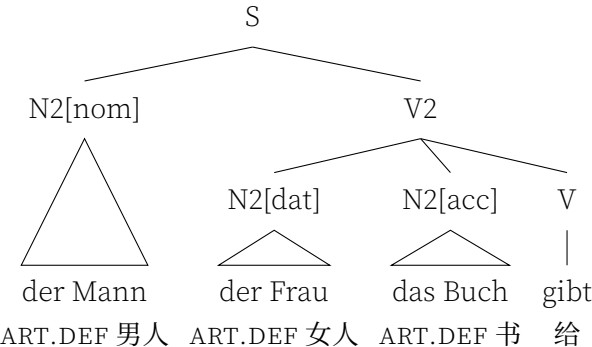 S
N2[nom] V2
N2[dat] N2[acc] V
der Mann der Frau das Buch gibt
ART.DEF 男人 ART.DEF 女人 ART.DEF 书 给